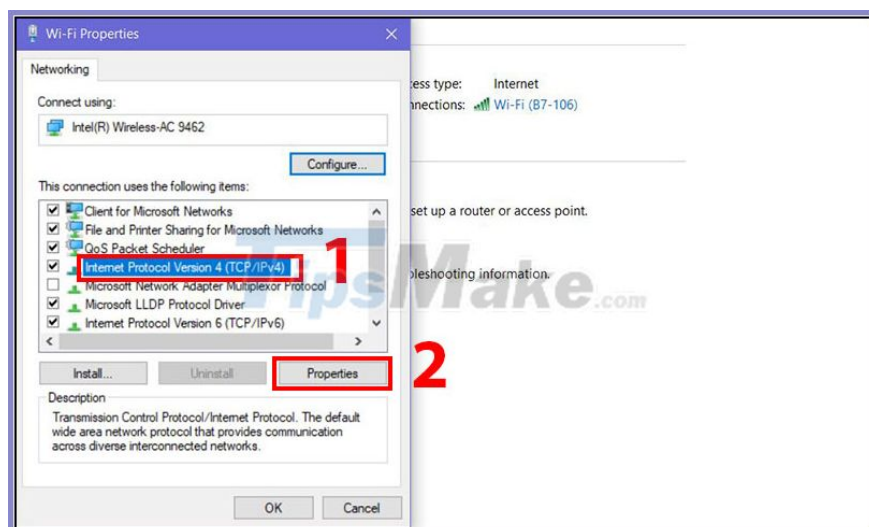 Wi-Fi Properties
Networking
Connect using:
Intel(R) Wireless-AC 9462
Configure...
This connection uses the following items:
Client for Microsoft Networks
File and Printer Sharing for Microsoft Networks
QoS Packet Scheduler
Internet Protocol Version 4 (TCP/IPv4)
1
Microsoft Network Adapter Multiplexor Protocol
Microsoft LLDP Protocol Driver
Internet Protocol Version 6 (TCP/IPv6)
Install...
Uninstall
Properties
2
Description
Transmission Control Protocol/Internet Protocol. The default
wide area network protocol that provides communication
across diverse interconnected networks.
OK
Cancel
cess type: Internet
nnections: Wi-Fi (B7-106)
set up a router or access point.
bleshooting information.
TipsMake.com